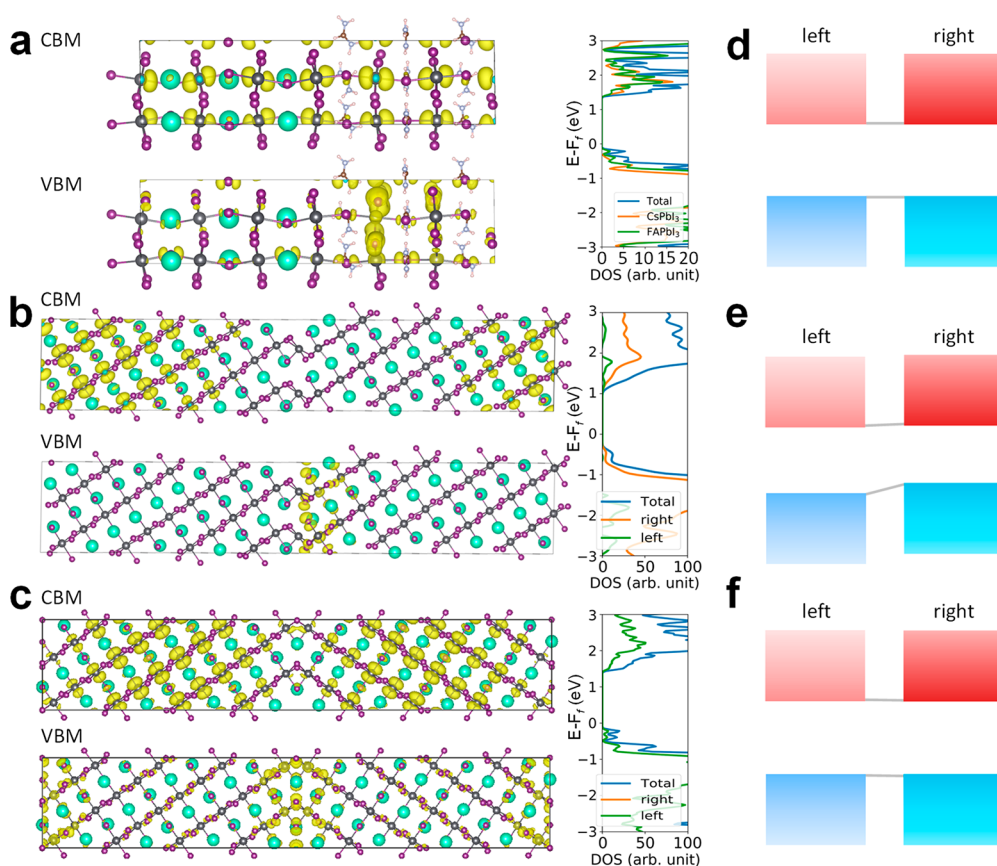 a
CBM
VBM
3
2
1
0
−1
−2
−3
E-Ff (eV)
Total
CsPbI3
FAPbI3
0 5 10 15 20
DOS (arb. unit)
d
left right
b
CBM
VBM
3
2
1
0
−1
−2
−3
E-Ff (eV)
Total
right
left
0 50 100
DOS (arb. unit)
e
left right
c
CBM
VBM
3
2
1
0
−1
−2
−3
E-Ff (eV)
Total
right
left
0 50 100
DOS (arb. unit)
f
left right